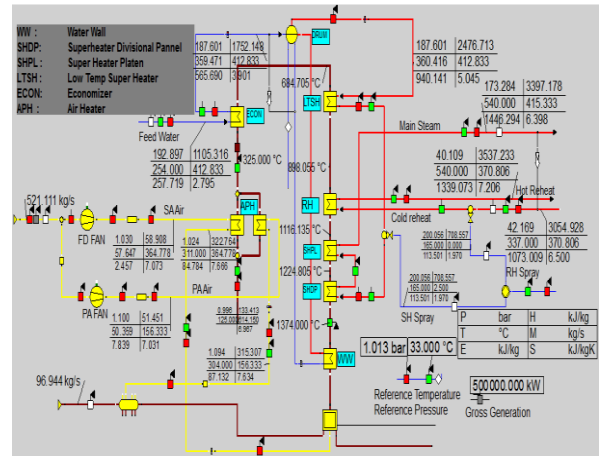 WW : Water Wall
SHDP: Superheater Divisional Pannel
SHPL : Super Heater Platen
LTSH : Low Temp Super Heater
ECON: Economizer
APH : Air Heater
187.601 1752.148
359.471 412.833
565.690 3.901
DRUM
187.601 2476.713
360.416 412.833
940.141 5.045
684.705 °C
LTSH
173.284 3397.178
540.000 415.333
1446.294 6.398
Main Steam
ECON
Feed Water
192.897 1105.316
254.000 412.833
257.719 2.795
325.000 °C
898.055 °C
40.109 3537.233
540.000 370.806
1339.073 7.206
Hot Reheat
RH
APH
Cold reheat
521.111 kg/s
SA Air
FD FAN
1.030 58.908
57.647 364.778
2.457 7.073
1.024 322.764
311.000 364.778
84.784 7.666
1116.135 °C
SHPL
200.056 708.557
165.000 0.000
113.501 1.970
42.169 3054.928
337.000 370.806
1073.009 6.500
RH Spray
1224.805 °C
SHDP
200.056 708.557
165.000 2.500
113.501 1.970
SH Spray
PA Air
PA FAN
1.100 51.451
50.359 156.333
7.839 7.031
6.967
1374.000 °C
P bar H kJ/kg
T °C M kg/s
E kJ/kg S kJ/kgK
1.094 315.307
304.000 156.333
87.132 7.634
WW
1.013 bar 33.000 °C
Reference Temperature
Reference Pressure
500000.000 kW
Gross Generation
96.944 kg/s